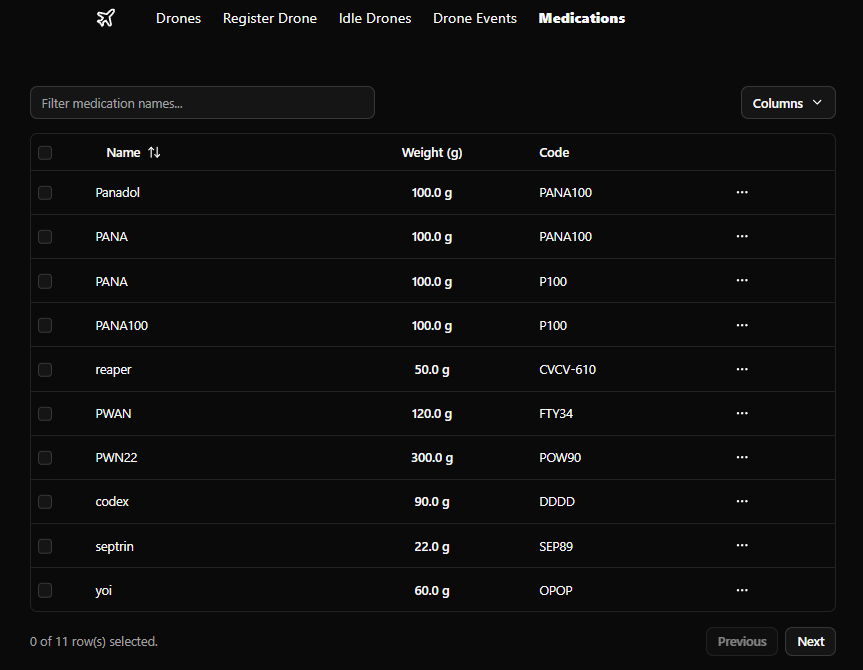 Drones Register Drone Idle Drones Drone Events Medications
Filter medication names... Columns
Name Weight (g) Code
Panadol 100.0 g PANA100 ...
PANA 100.0 g PANA100 ...
PANA 100.0 g P100 ...
PANA100 100.0 g P100 ...
reaper 50.0 g CVCV-610 ...
PWAN 120.0 g FTY34 ...
PWN22 300.0 g POW90 ...
codex 90.0 g DDDD ...
septrin 22.0 g SEP89 ...
yoi 60.0 g OPOP ...
0 of 11 row(s) selected. Previous Next